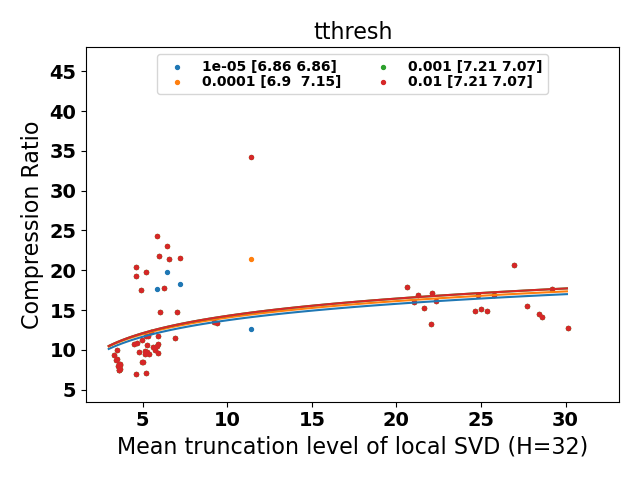 tthresh
1e-05 [6.86 6.86]
0.0001 [6.9  7.15]
0.001 [7.21 7.07]
0.01 [7.21 7.07]
Compression Ratio
45
40
35
30
25
20
15
10
5
5 10 15 20 25 30
Mean truncation level of local SVD (H=32)